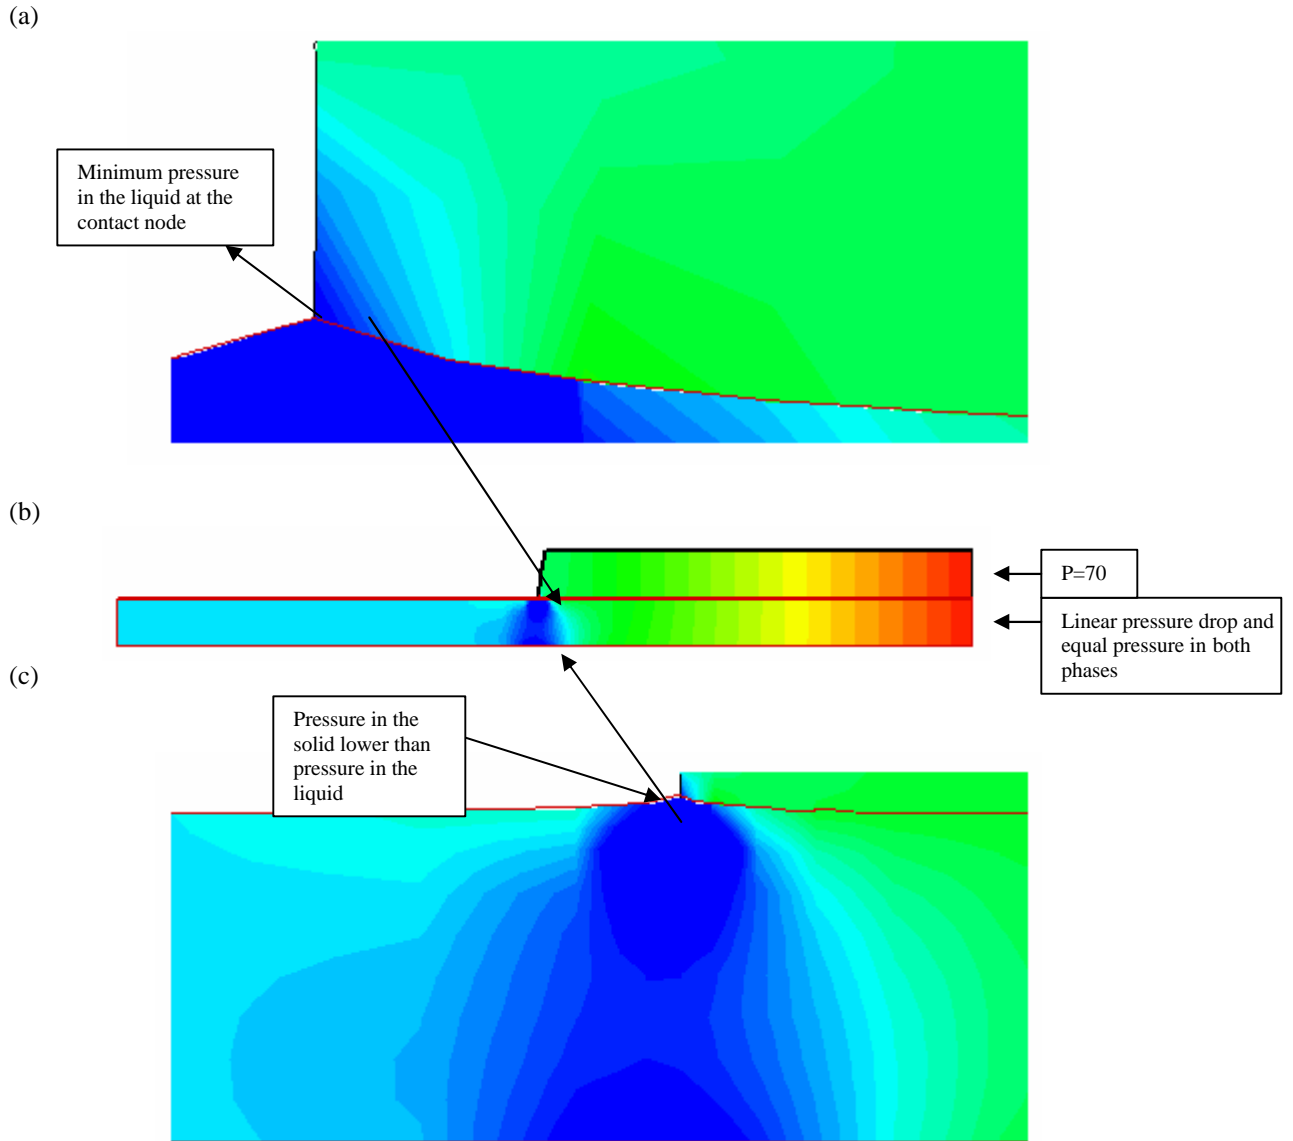 (a)
Minimum pressure
in the liquid at the
contact node
(b)
P=70
Linear pressure drop and
equal pressure in both
phases
(c)
Pressure in the
solid lower than
pressure in the
liquid